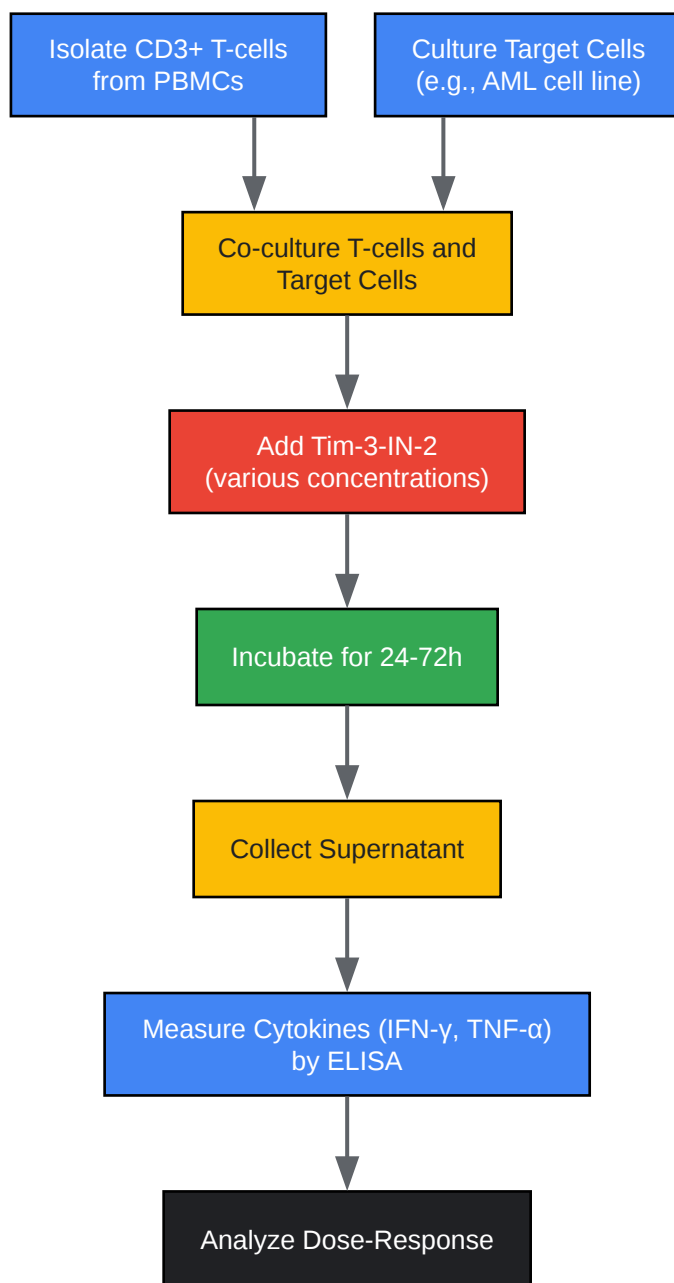 Isolate CD3+ T-cells
from PBMCs
Culture Target Cells
(e.g., AML cell line)
Co-culture T-cells and
Target Cells
Add Tim-3-IN-2
(various concentrations)
Incubate for 24-72h
Collect Supernatant
Measure Cytokines (IFN-γ, TNF-α)
by ELISA
Analyze Dose-Response